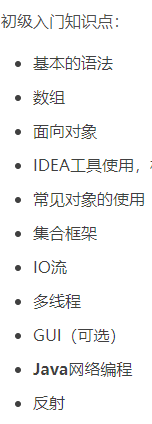 初级入门知识点：
• 基本的语法
• 数组
• 面向对象
• IDEA工具使用，
• 常见对象的使用
• 集合框架
• IO流
• 多线程
• GUI（可选）
• Java网络编程
• 反射